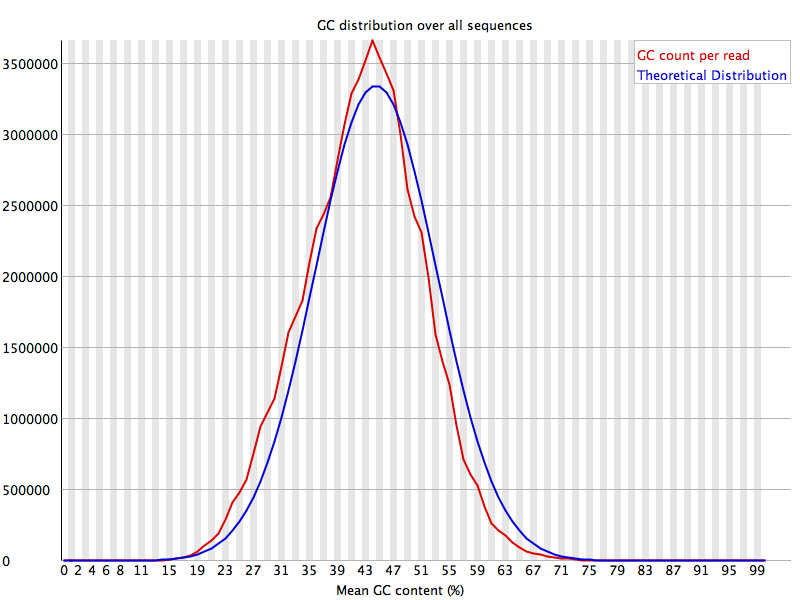 GC distribution over all sequences
GC count per read
Theoretical Distribution
3500000
3000000
2500000
2000000
1500000
1000000
500000
0
0 2 4 6 8 11 15 19 23 27 31 35 39 43 47 51 55 59 63 67 71 75 79 83 87 91 95 99
Mean GC content (%)